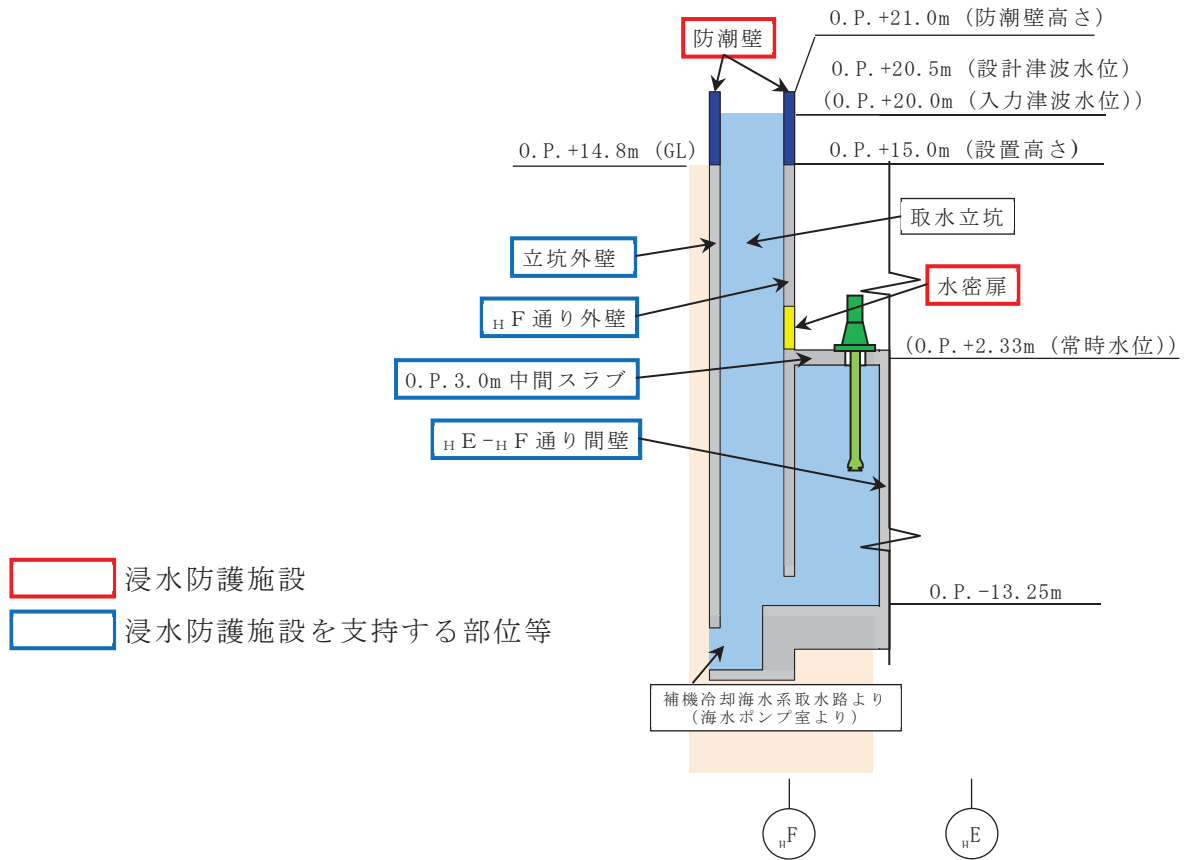 O.P.+21.0m (防潮壁高さ)
防潮壁
O.P.+20.5m (設計津波水位)
(O.P.+20.0m (入力津波水位))
O.P.+14.8m (GL)
O.P.+15.0m (設置高さ)
取水立坑
立坑外壁
水密扉
HF通り外壁
(O.P.+2.33m (常時水位))
O.P.3.0m中間スラブ
HE-HF通り間壁
浸水防護施設
O.P.-13.25m
浸水防護施設を支持する部位等
補機冷却海水系取水路より
(海水ポンプ室より)
HF
HE